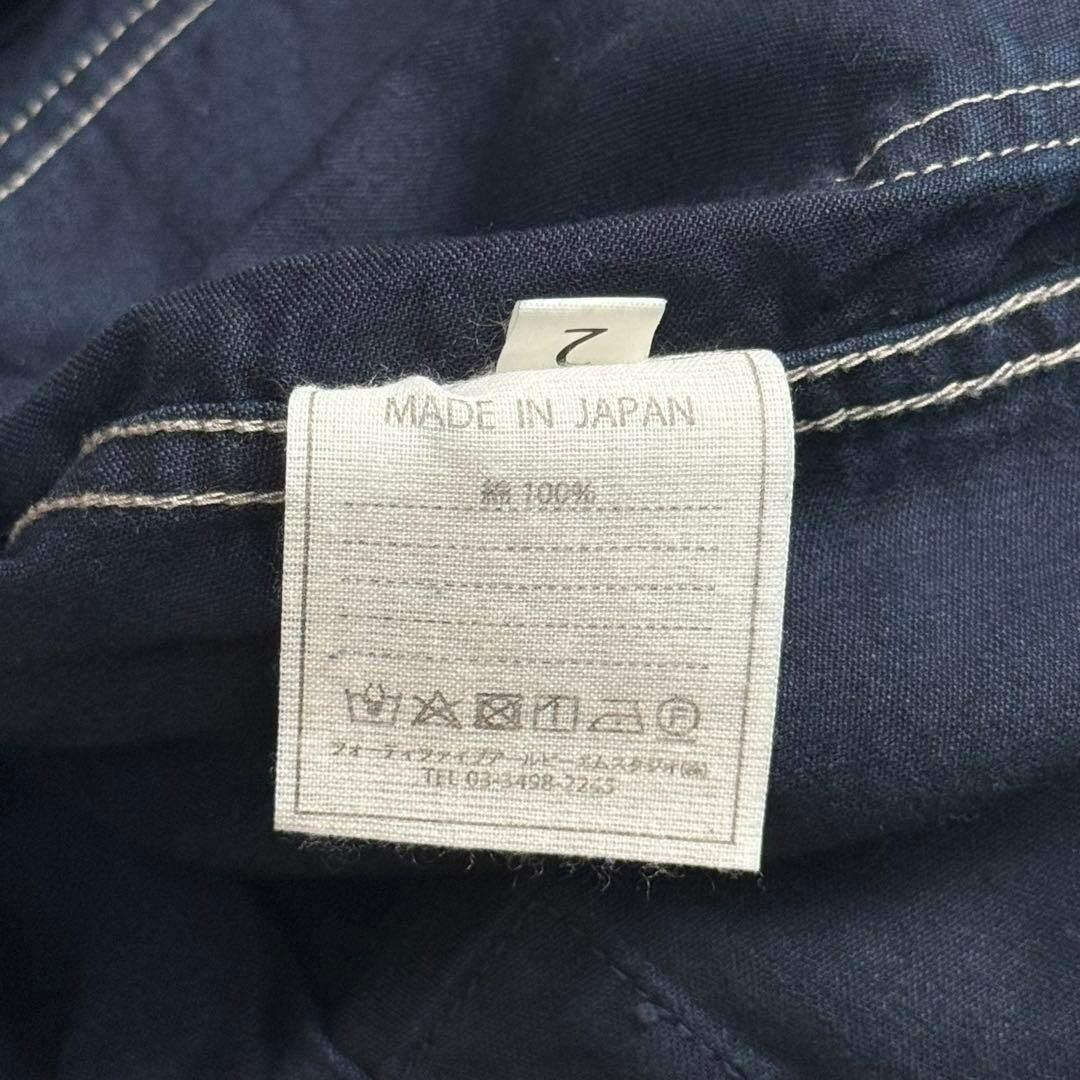 2
MADE IN JAPAN
綿 100%
フォーティファイブアールピーエムスタジオ(株)
TEL 03-3498-2265